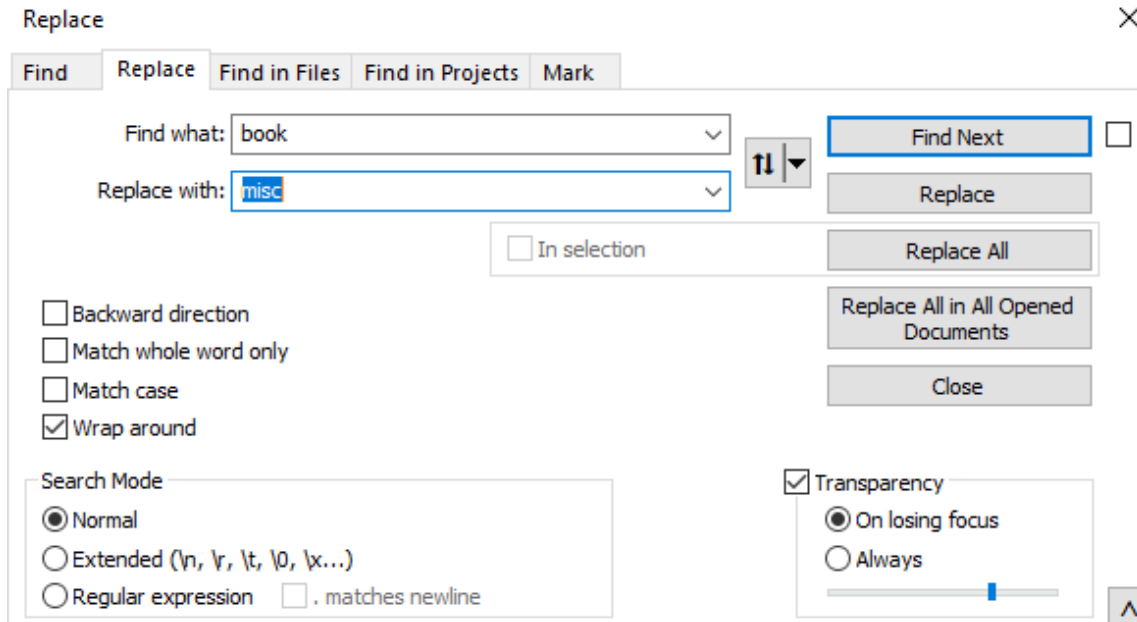 Replace
Find Replace Find in Files Find in Projects Mark
Find what: book
Find Next
Replace with: misc
Replace
In selection
Replace All
Backward direction
Replace All in All Opened
Documents
Match whole word only
Match case
Close
Wrap around
Search Mode
Normal
Extended (\n, \r, \t, \0, \x...)
Regular expression
. matches newline
Transparency
On losing focus
Always